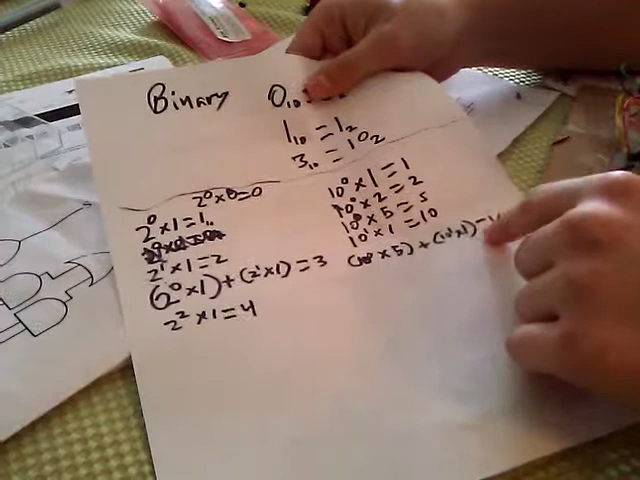 Binary
1₁₀ = 1₂
3₁₀ = 10₂
2⁰ × 0 = 0
2⁰ × 1 = 1
2¹ × 1 = 2
(2⁰ × 1) + (2¹ × 1) = 3
2² × 1 = 4
10⁰ × 1 = 1
10⁰ × 2 = 2
10⁰ × 5 = 5
10¹ × 1 = 10
(10⁰ × 5) + (10¹ × 1) =